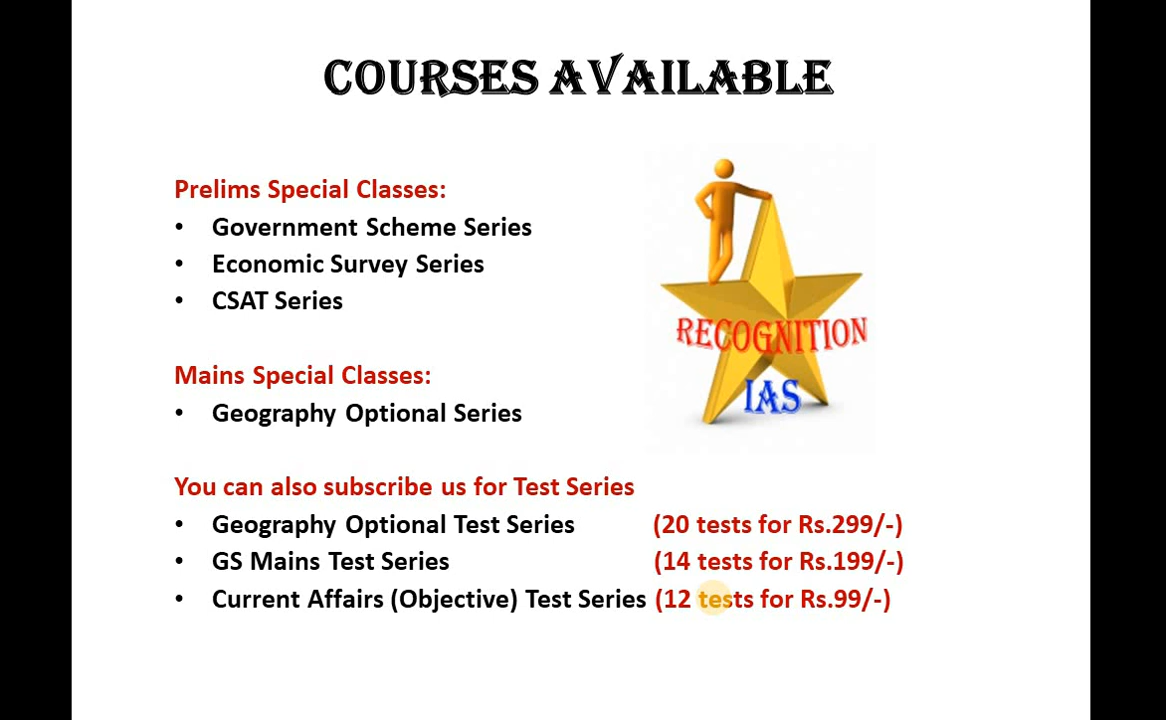 COURSES AVAILABLE
Prelims Special Classes:
• Government Scheme Series
• Economic Survey Series
• CSAT Series
RECOGNITION
IAS
Mains Special Classes:
• Geography Optional Series
You can also subscribe us for Test Series
• Geography Optional Test Series (20 tests for Rs.299/-)
• GS Mains Test Series (14 tests for Rs.199/-)
• Current Affairs (Objective) Test Series (12 tests for Rs.99/-)